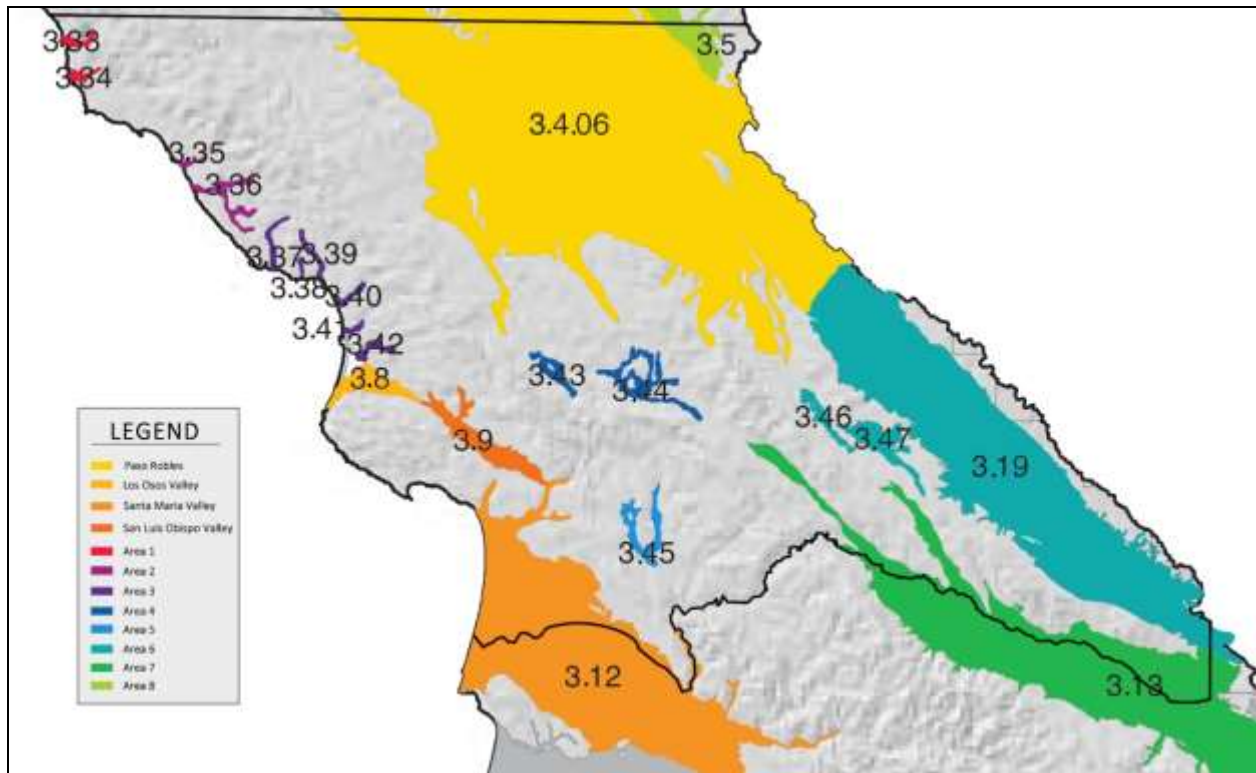 3.33
3.5
3.34
3.4.06
3.35
3.36
3.37
3.39
3.38
3.40
3.41
3.42
3.8
3.43
3.44
3.46
3.47
3.9
3.19
3.45
3.12
3.13
LEGEND
Paso Robles
Los Osos Valley
Santa Maria Valley
San Luis Obispo Valley
Area 1
Area 2
Area 3
Area 4
Area 5
Area 6
Area 7
Area 8